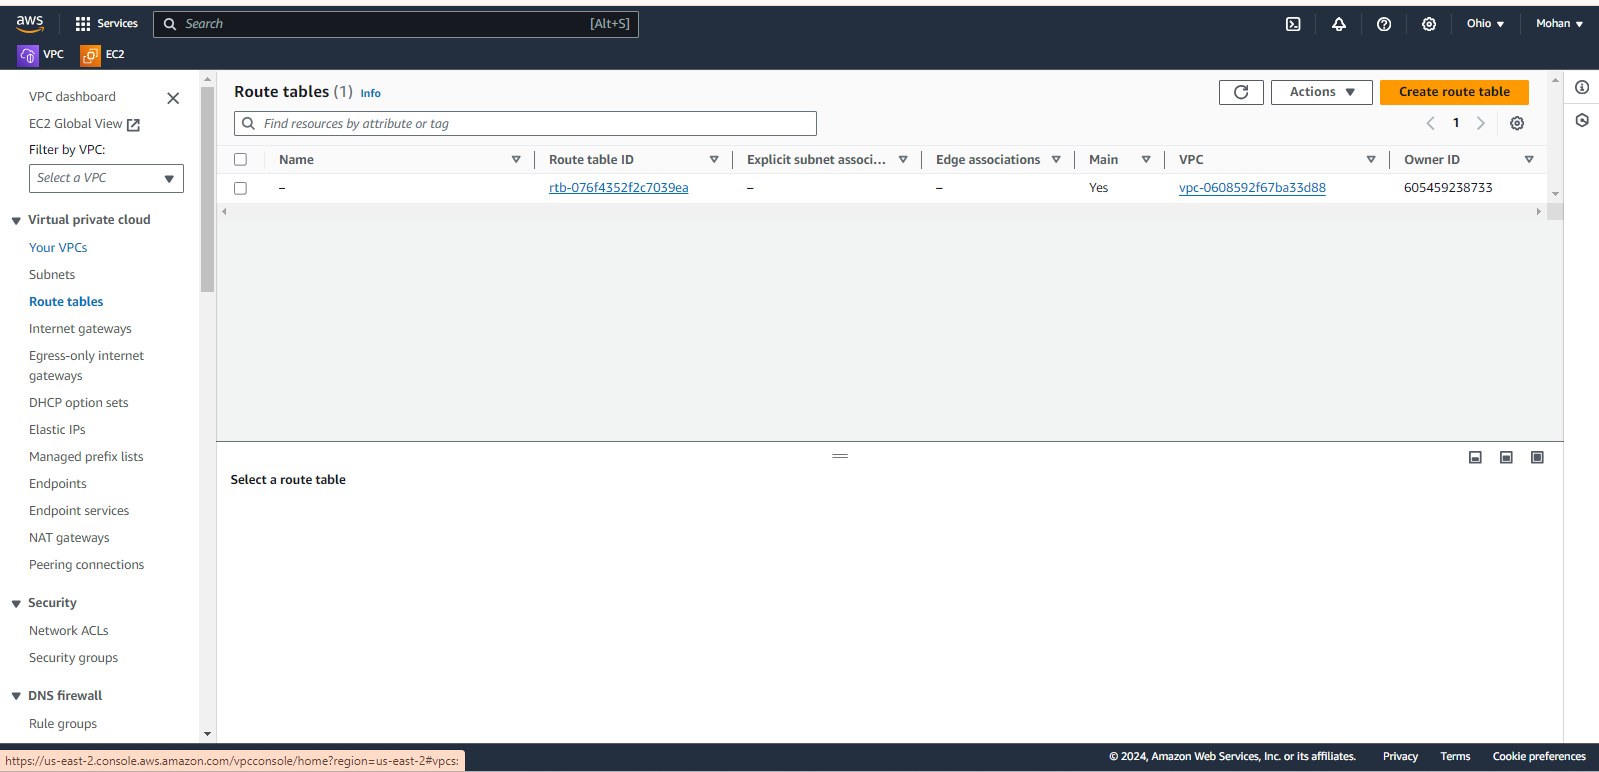 aws
Services
Search
[Alt+S]
Ohio
Mohan
VPC
EC2
VPC dashboard
EC2 Global View
Filter by VPC:
Select a VPC
Virtual private cloud
Your VPCs
Subnets
Route tables
Internet gateways
Egress-only internet
gateways
DHCP option sets
Elastic IPs
Managed prefix lists
Endpoints
Endpoint services
NAT gateways
Peering connections
Security
Network ACLs
Security groups
DNS firewall
Rule groups
Route tables (1) Info
Actions
Create route table
Find resources by attribute or tag
1
Name Route table ID Explicit subnet associ... Edge associations Main VPC Owner ID
– rtb-076f4352f2c7039ea – – Yes vpc-0608592f67ba33d88 605459238733
Select a route table
https://us-east-2.console.aws.amazon.com/vpcconsole/home?region=us-east-2#vpcs:
© 2024, Amazon Web Services, Inc. or its affiliates. Privacy Terms Cookie preferences